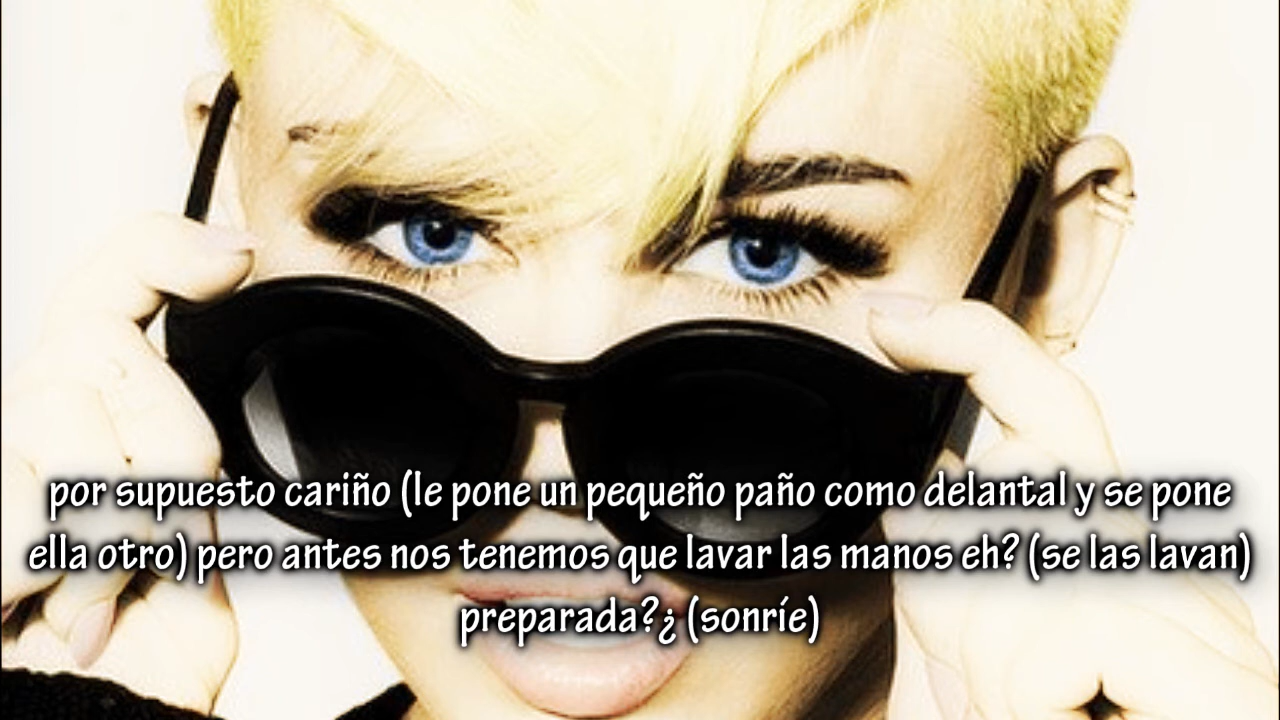 por supuesto cariño (le pone un pequeño paño como delantal y se pone
ella otro) pero antes nos tenemos que lavar las manos eh? (se las lavan)
preparada?¿ (sonríe)